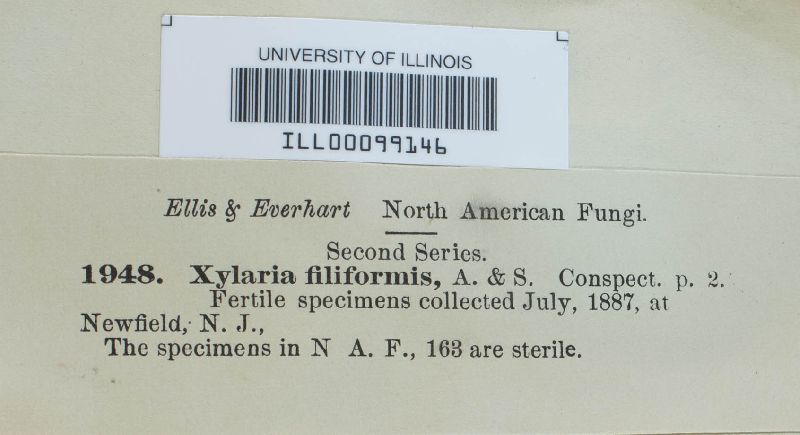 UNIVERSITY OF ILLINOIS
ILL00099146
Ellis & Everhart North American Fungi.
Second Series.
1948. Xylaria filiformis, A. & S. Conspect. p. 2.
Fertile specimens collected July, 1887, at
Newfield, N. J.,
The specimens in N A. F., 163 are sterile.